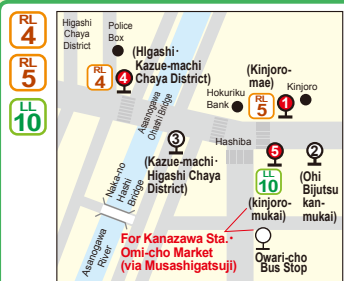 RL
4
RL
5
LL
10
Higashi
Chaya
District
Police
Box
RL
4
4
(HIgashi·
Kazue-machi
Chaya District)
Asanogawa
Ohashi Bridge
(Kinjoro-
mae)
Kinjoro
Hokuriku
Bank
RL
5
1
3
(Kazue-machi·
Higashi Chaya
District)
Hashiba
5
2
LL
10
(kinjoro-
mukai)
(Ohi
Bijutsu
kan-
mukai)
Naka-no
Hashi
Bridge
Asanogawa
River
For Kanazawa Sta.·
Omi-cho Market
(via Musashigatsuji)
Owari-cho
Bus Stop